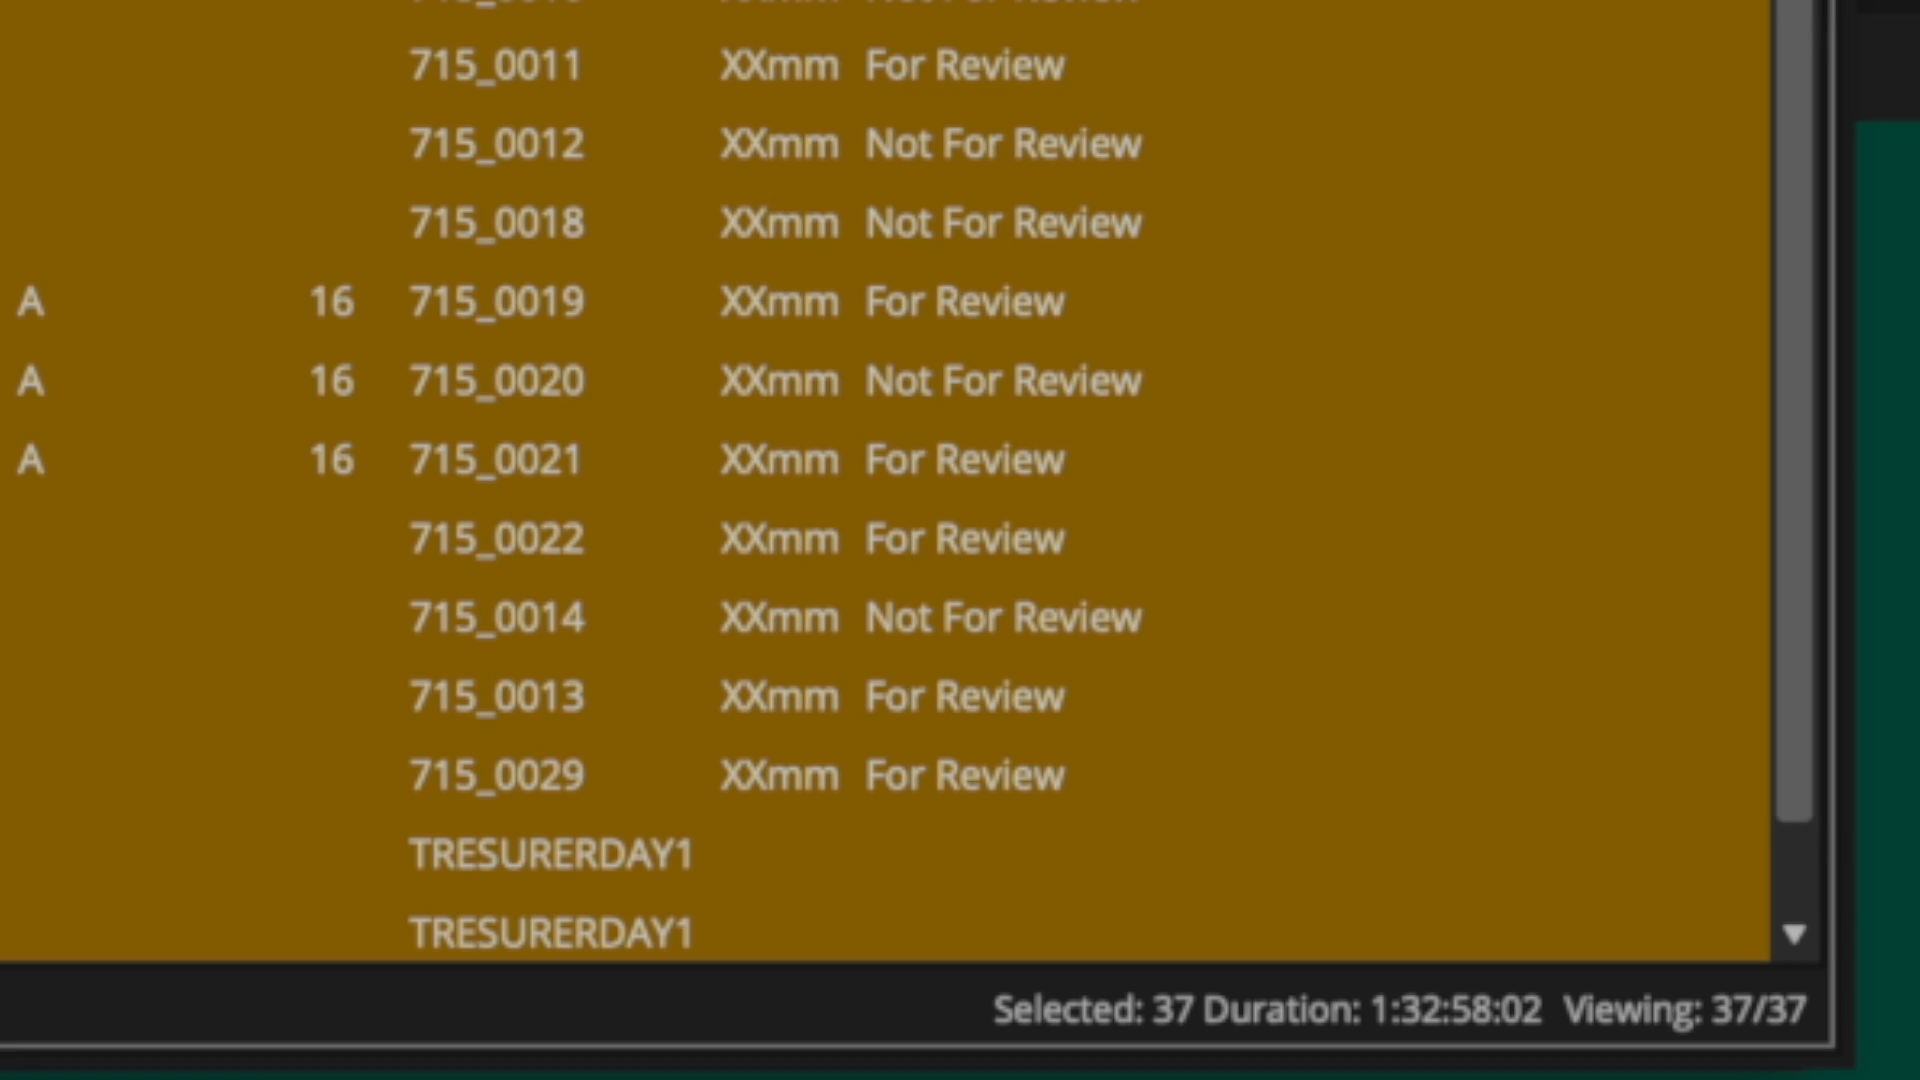 715_0011 XXmm For Review
715_0012 XXmm Not For Review
715_0018 XXmm Not For Review
A 16 715_0019 XXmm For Review
A 16 715_0020 XXmm Not For Review
A 16 715_0021 XXmm For Review
715_0022 XXmm For Review
715_0014 XXmm Not For Review
715_0013 XXmm For Review
715_0029 XXmm For Review
TRESURERDAY1
TRESURERDAY1
Selected: 37 Duration: 1:32:58:02 Viewing: 37/37